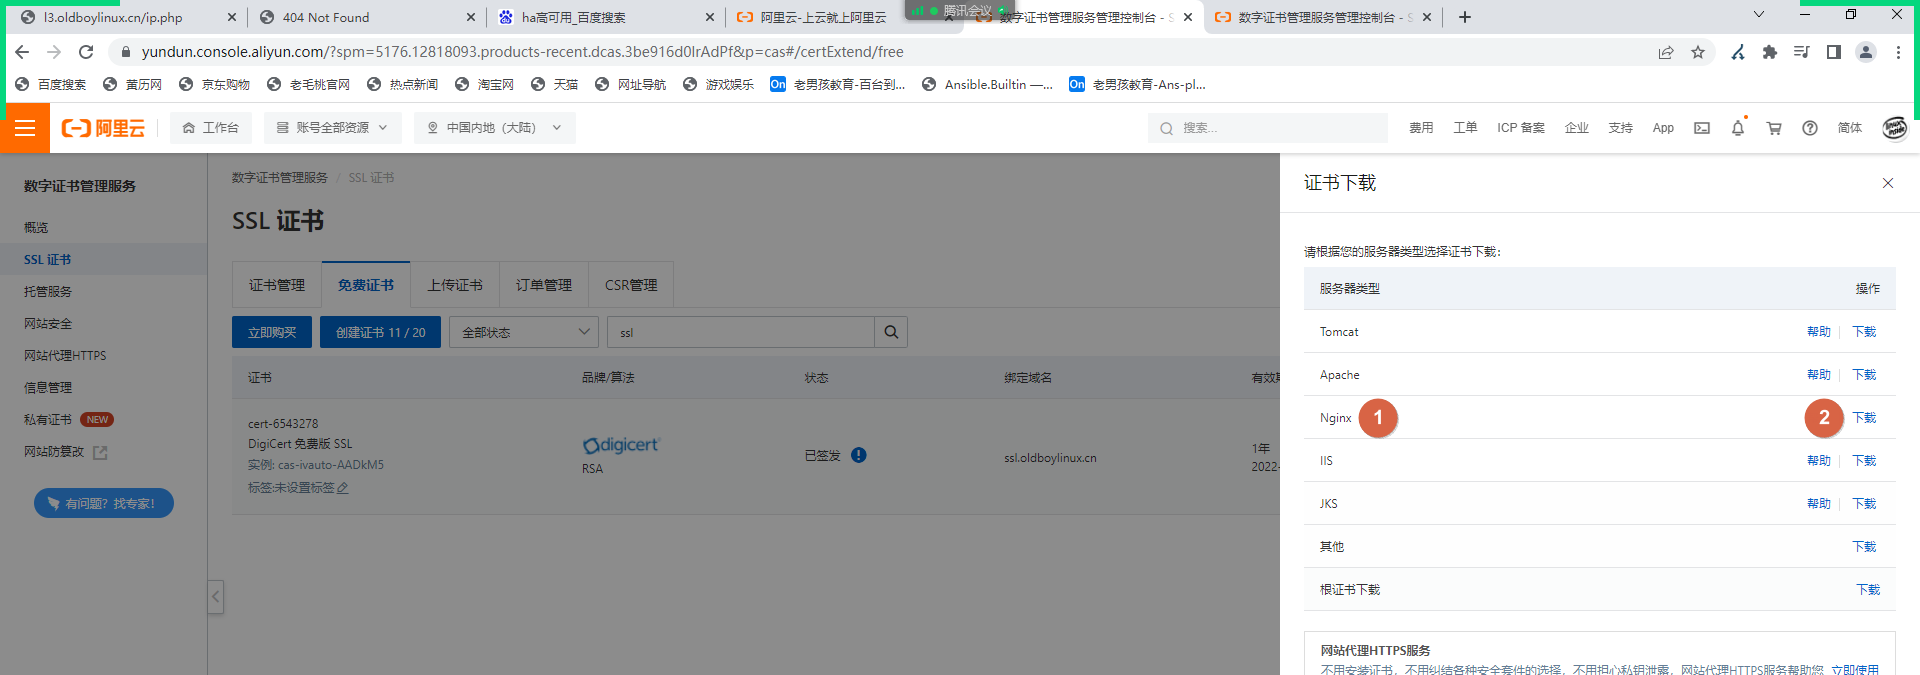 l3.oldboylinux.cn/ip.php
404 Not Found
ha高可用_百度搜索
阿里云-上云就上阿里云
腾讯会议
数字证书管理服务管理控制台 - S
数字证书管理服务管理控制台 - S
yundun.console.aliyun.com/?spm=5176.12818093.products-recent.dcas.3be916d0IrAdPf&p=cas#/certExtend/free
百度搜索
黄历网
京东购物
老毛桃官网
热点新闻
淘宝网
天猫
网址导航
游戏娱乐
On 老男孩教育-百台到...
Ansible.Builtin —...
On 老男孩教育-Ans-pl...
阿里云
工作台
账号全部资源
中国内地（大陆）
搜索...
费用
工单
ICP 备案
企业
支持
App
简体
数字证书管理服务
概览
SSL 证书
托管服务
网站安全
网站代理HTTPS
信息管理
私有证书 NEW
网站防篡改
有问题？找专家！
数字证书管理服务 / SSL 证书
SSL 证书
证书管理
免费证书
上传证书
订单管理
CSR管理
立即购买
创建证书 11 / 20
全部状态
ssl
证书
品牌/算法
状态
绑定域名
有效期
cert-6543278
DigiCert 免费版 SSL
实例: cas-ivauto-AADkM5
标签:未设置标签
digicert
RSA
已签发
ssl.oldboylinux.cn
1年
2022-
证书下载
请根据您的服务器类型选择证书下载：
服务器类型 操作
Tomcat 帮助 下载
Apache 帮助 下载
Nginx 1 2 下载
IIS 帮助 下载
JKS 帮助 下载
其他 下载
根证书下载 下载
网站代理HTTPS服务
不用安装证书，不用纠结各种安全套件的选择，不用担心私钥泄露，网站代理HTTPS服务帮助您 立即使用